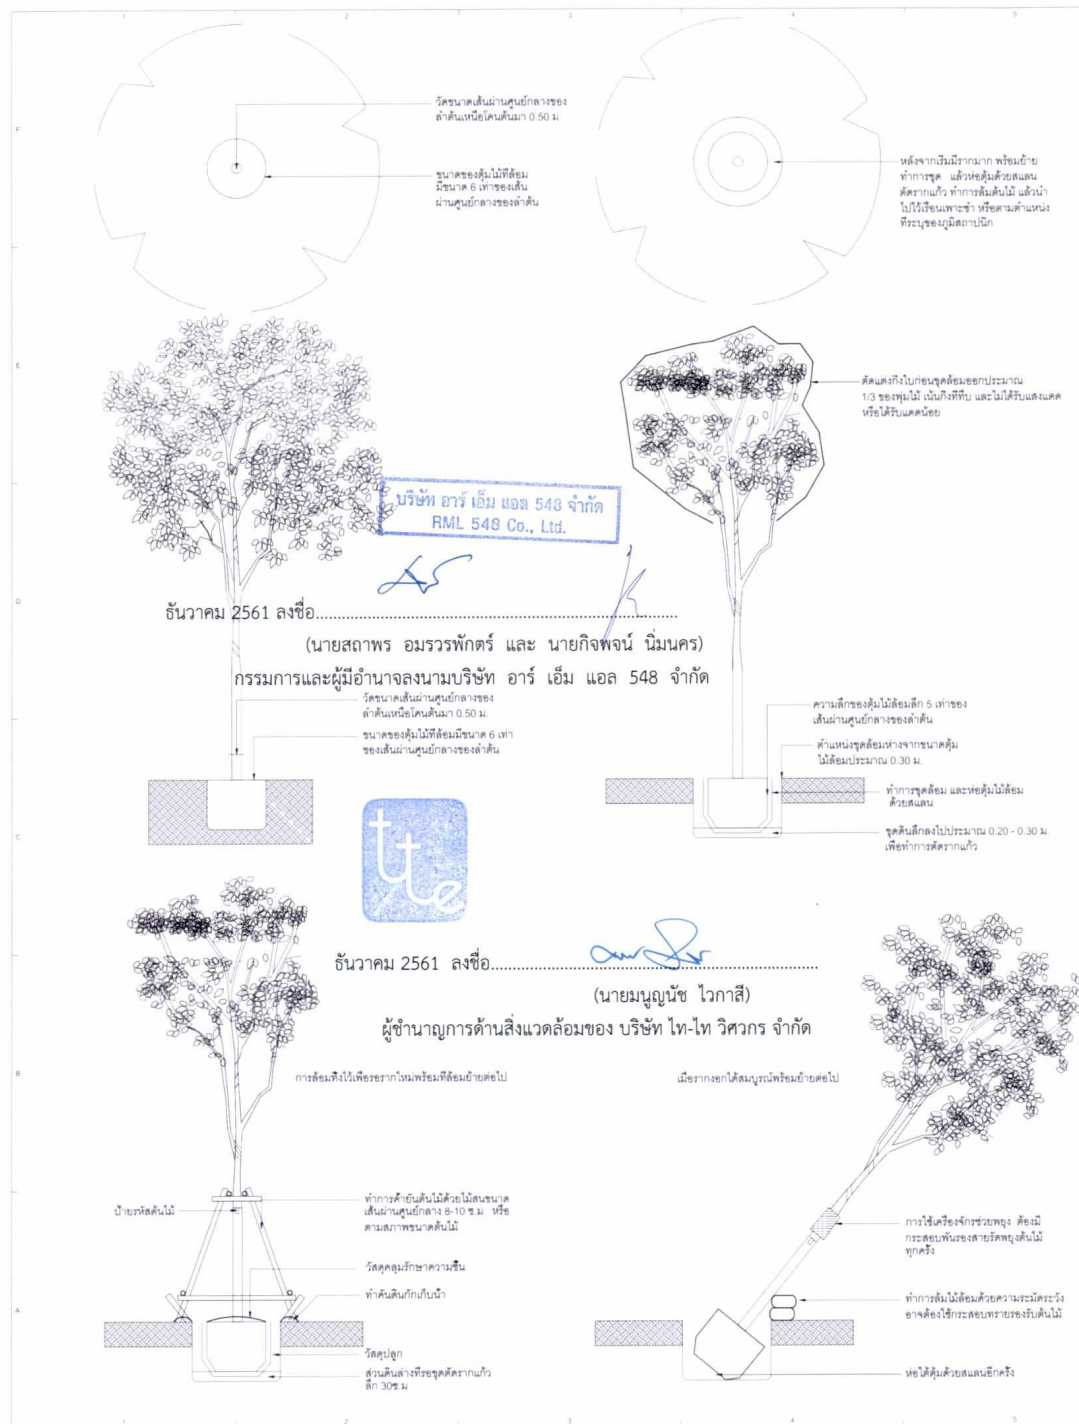 1 2 3 4 5
F
วัดขนาดเส้นผ่านศูนย์กลางของ
ลำต้นเหนือโคนต้นมา 0.50 ม.
ขนาดของตุ้มไม้ที่ล้อม
มีขนาด 6 เท่าของเส้น
ผ่านศูนย์กลางของลำต้น
หลังจากเริ่มมีรากมาก พร้อมย้าย
ทำการขุด แล้วห่อตุ้มด้วยสแลน
ตัดรากแก้ว ทำการล้มต้นไม้ แล้วนำ
ไปไว้เรือนเพาะชำ หรือตามตำแหน่ง
ที่ระบุของภูมิสถาปนิก
E
ตัดแต่งกิ่งใบก่อนขุดล้อมออกประมาณ
1/3 ของพุ่มไม้ เน้นกิ่งที่ทึบ และไม่ได้รับแสงแดด
หรือได้รับแดดน้อย
บริษัท อาร์ เอ็ม แอล 548 จำกัด
RML 548 Co., Ltd.
D
ธันวาคม 2561 ลงชื่อ
(นายสถาพร อมรวรพักตร์ และ นายกิจพจน์ นิ่มนคร)
กรรมการและผู้มีอำนาจลงนามบริษัท อาร์ เอ็ม แอล 548 จำกัด
วัดขนาดเส้นผ่านศูนย์กลางของ
ลำต้นเหนือโคนต้นมา 0.50 ม.
ขนาดของตุ้มไม้ที่ล้อมมีขนาด 6 เท่า
ของเส้นผ่านศูนย์กลางของลำต้น
ความลึกของตุ้มไม้ล้อมลึก 5 เท่าของ
เส้นผ่านศูนย์กลางของลำต้น
ตำแหน่งขุดล้อมห่างจากขนาดตุ้ม
ไม้ล้อมประมาณ 0.30 ม.
ทำการขุดล้อม และห่อตุ้มไม้ล้อม
ด้วยสแลน
ขุดดินลึกลงไปประมาณ 0.20 - 0.30 ม.
เพื่อทำการตัดรากแก้ว
C
ttle
ธันวาคม 2561 ลงชื่อ
(นายมนูญนัช ไวกาสี)
ผู้ชำนาญการด้านสิ่งแวดล้อมของ บริษัท ไท-ไท วิศวกร จำกัด
B
การล้อมทิ้งไว้เพื่อรอรากใหม่พร้อมที่ล้อมย้ายต่อไป
เมื่อรากงอกได้สมบูรณ์พร้อมย้ายต่อไป
ป้ายรหัสต้นไม้
ทำการค้ำยันต้นไม้ด้วยไม้สนขนาด
เส้นผ่านศูนย์กลาง 8-10 ซ.ม หรือ
ตามสภาพขนาดต้นไม้
วัสดุคลุมรักษาความชื้น
ทำคันดินกักเก็บน้ำ
วัสดุปลูก
ส่วนดินล่างที่รอขุดตัดรากแก้ว
ลึก 30ซ.ม
การใช้เครื่องจักรช่วยพยุง ต้องมี
กระสอบพันรองสายรัดพยุงต้นไม้
ทุกครั้ง
A
ทำการล้มไม้ล้อมด้วยความระมัดระวัง
อาจต้องใช้กระสอบทรายรองรับต้นไม้
ห่อใต้ตุ้มด้วยสแลนอีกครั้ง
1 2 3 4 5